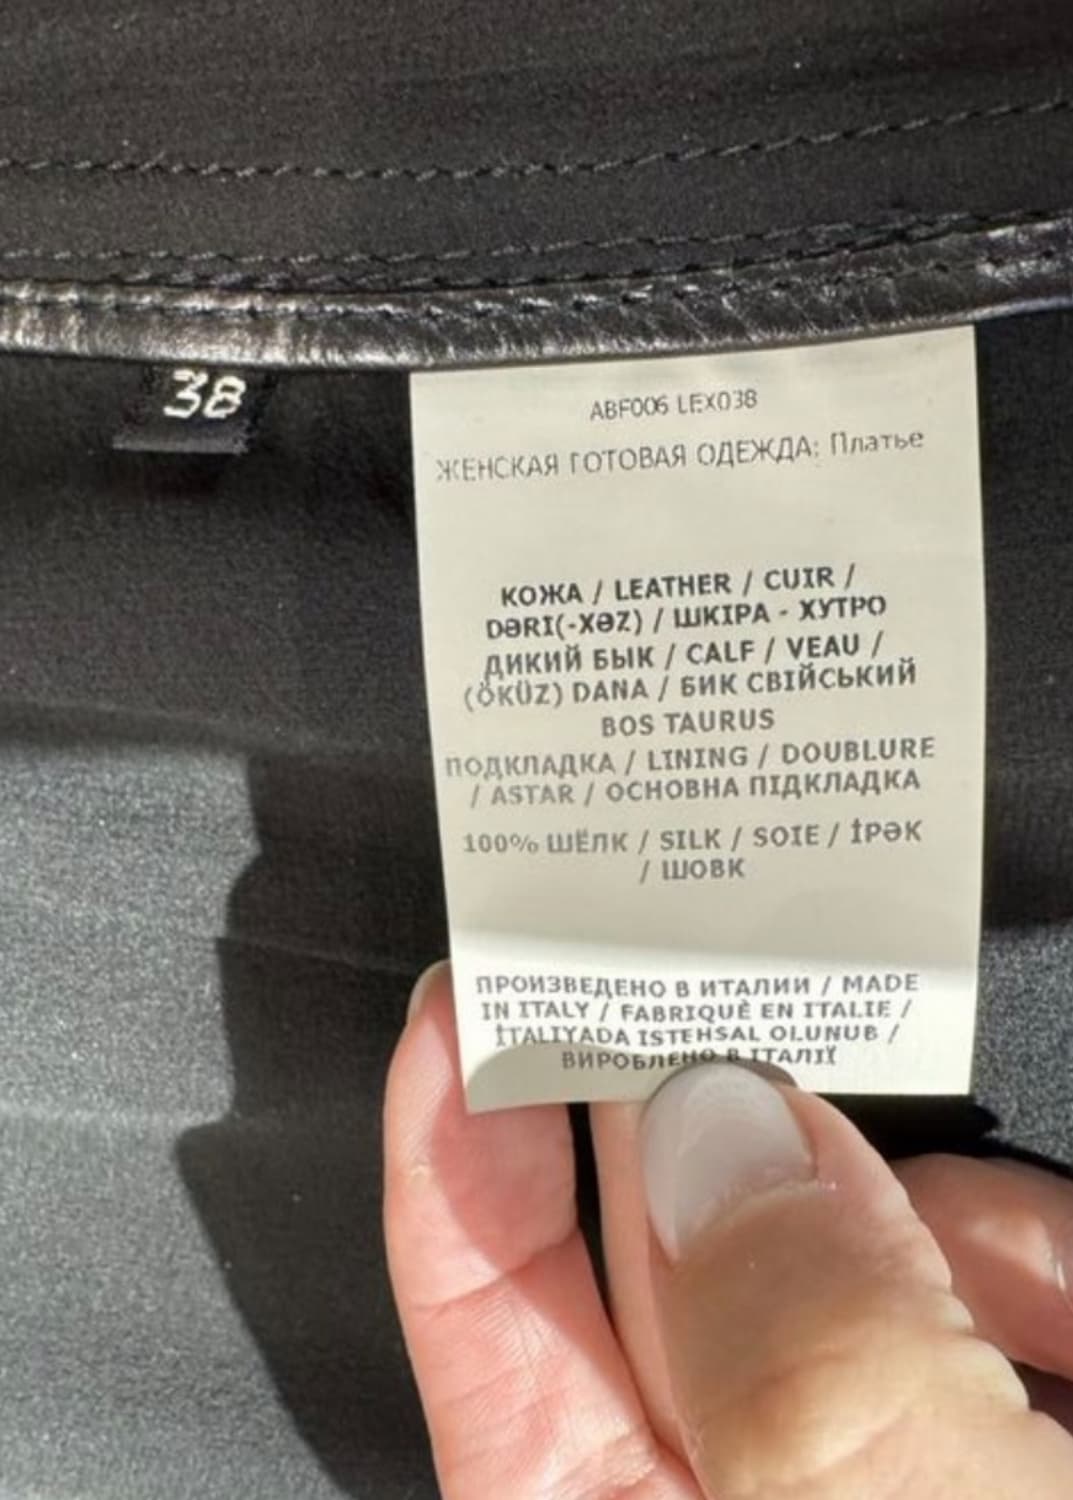 38
ABF006 LEX038
ЖЕНСКАЯ ГОТОВАЯ ОДЕЖДА: Платье
КОЖА / LEATHER / CUIR /
DƏRI(-XƏZ) / ШКІРА - ХУТРО
ДИКИЙ БЫК / CALF / VEAU /
(ÖKÜZ) DANA / БИК СВІЙСЬКИЙ
BOS TAURUS
ПОДКЛАДКА / LINING / DOUBLURE
/ ASTAR / ОСНОВНА ПІДКЛАДКА
100% ШЁЛК / SILK / SOIE / İPƏK
/ ШОВК
ПРОИЗВЕДЕНО В ИТАЛИИ / MADE
IN ITALY / FABRIQUÈ EN ITALIE /
İTALIYADA ISTEHSAL OLUNUB /
ВИРОБЛЕНО В ІТАЛІЇ